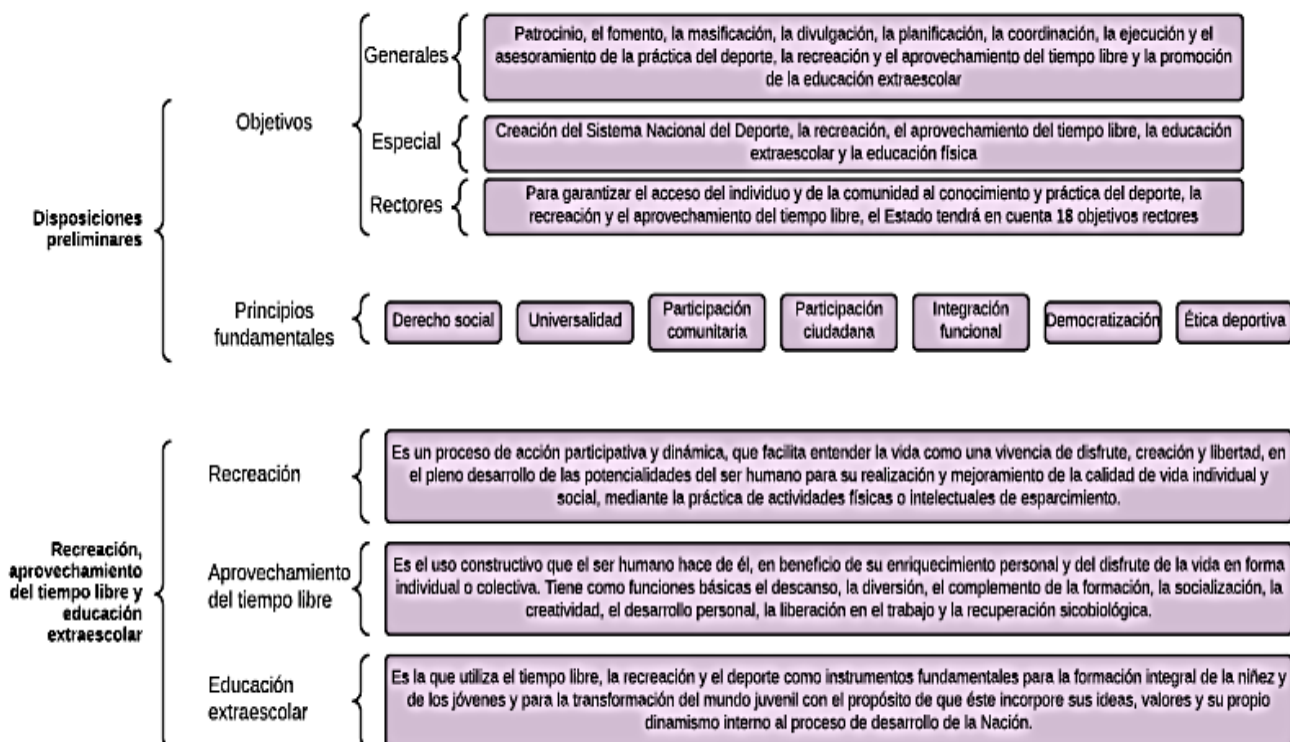 Generales
Patrocinio, el fomento, la masificación, la divulgación, la planificación, la coordinación, la ejecución y el
asesoramiento de la práctica del deporte, la recreación y el aprovechamiento del tiempo libre y la promoción
de la educación extraescolar
Objetivos
Especial
Creación del Sistema Nacional del Deporte, la recreación, el aprovechamiento del tiempo libre, la educación
extraescolar y la educación física
Rectores
Para garantizar el acceso del individuo y de la comunidad al conocimiento y práctica del deporte, la
recreación y el aprovechamiento del tiempo libre, el Estado tendrá en cuenta 18 objetivos rectores
Disposiciones
preliminares
Principios
fundamentales
Derecho social
Universalidad
Participación
comunitaria
Participación
ciudadana
Integración
funcional
Democratización
Ética deportiva
Recreación
Es un proceso de acción participativa y dinámica, que facilita entender la vida como una vivencia de disfrute, creación y libertad, en
el pleno desarrollo de las potencialidades del ser humano para su realización y mejoramiento de la calidad de vida individual y
social, mediante la práctica de actividades físicas o intelectuales de esparcimiento.
Recreación,
aprovechamiento
del tiempo libre y
educación
extraescolar
Aprovechamiento
del tiempo libre
Es el uso constructivo que el ser humano hace de él, en beneficio de su enriquecimiento personal y del disfrute de la vida en forma
individual o colectiva. Tiene como funciones básicas el descanso, la diversión, el complemento de la formación, la socialización, la
creatividad, el desarrollo personal, la liberación en el trabajo y la recuperación sicobiológica.
Educación
extraescolar
Es la que utiliza el tiempo libre, la recreación y el deporte como instrumentos fundamentales para la formación integral de la niñez y
de los jóvenes y para la transformación del mundo juvenil con el propósito de que éste incorpore sus ideas, valores y su propio
dinamismo interno al proceso de desarrollo de la Nación.